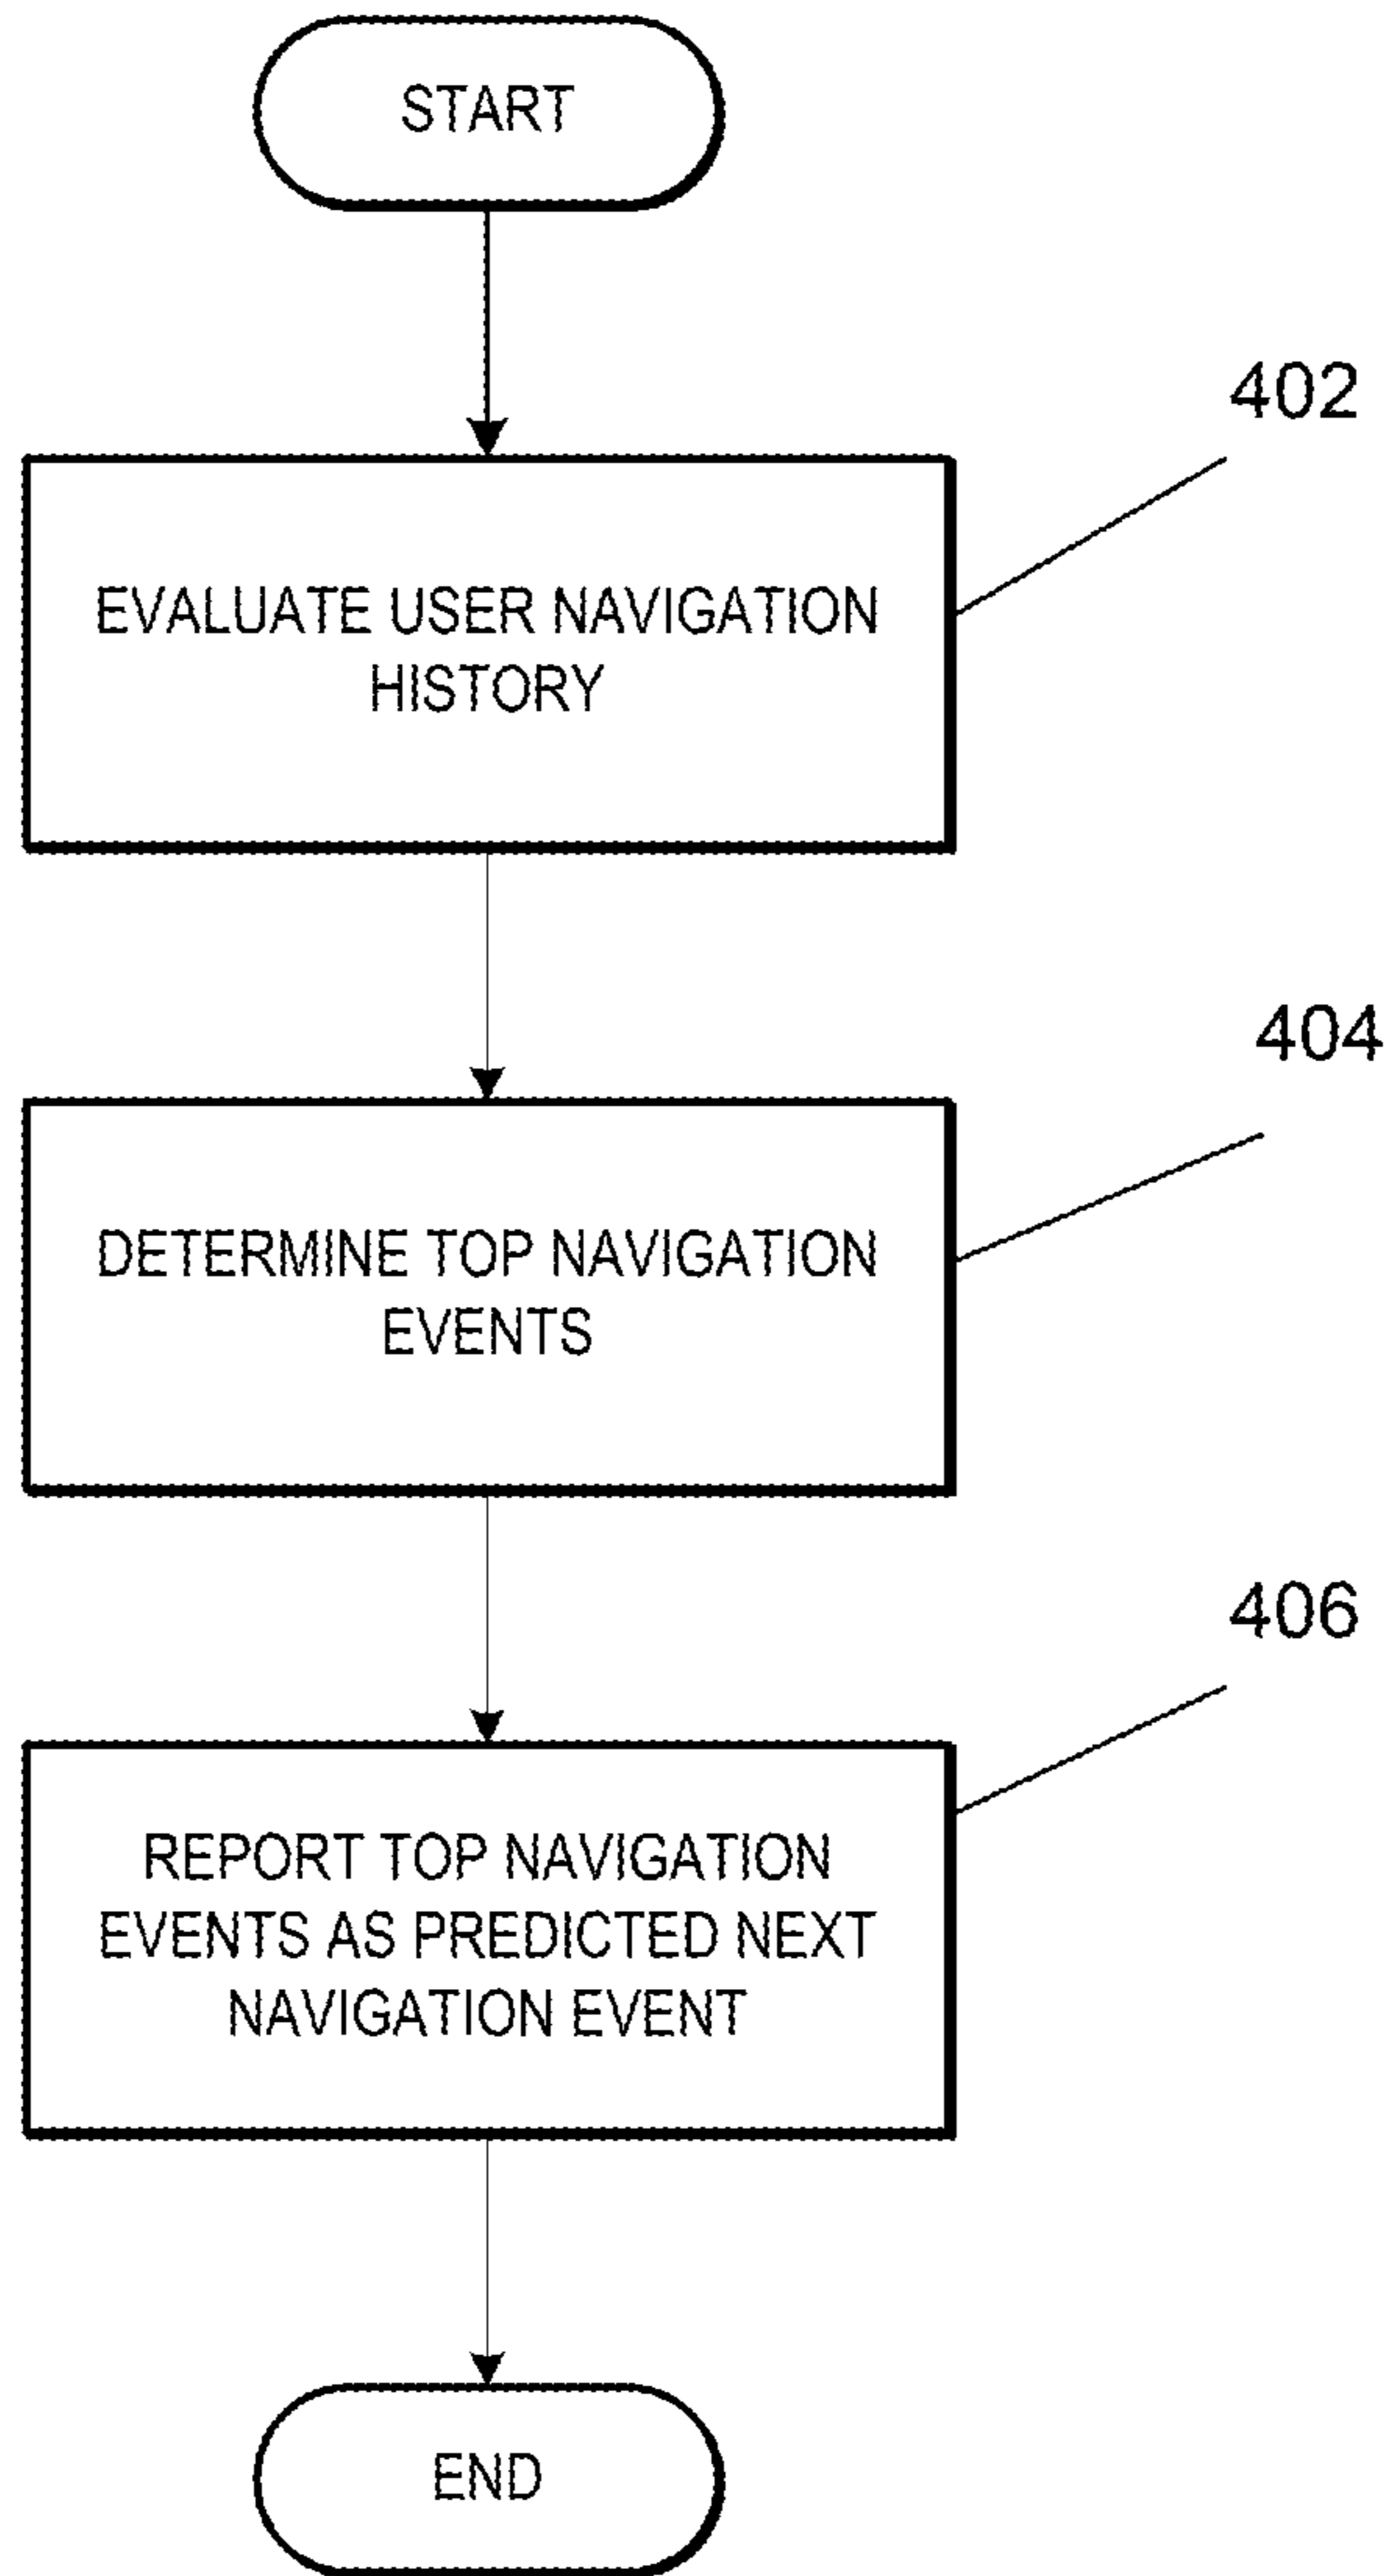 START
402
EVALUATE USER NAVIGATION
HISTORY
404
DETERMINE TOP NAVIGATION
EVENTS
406
REPORT TOP NAVIGATION
EVENTS AS PREDICTED NEXT
NAVIGATION EVENT
END